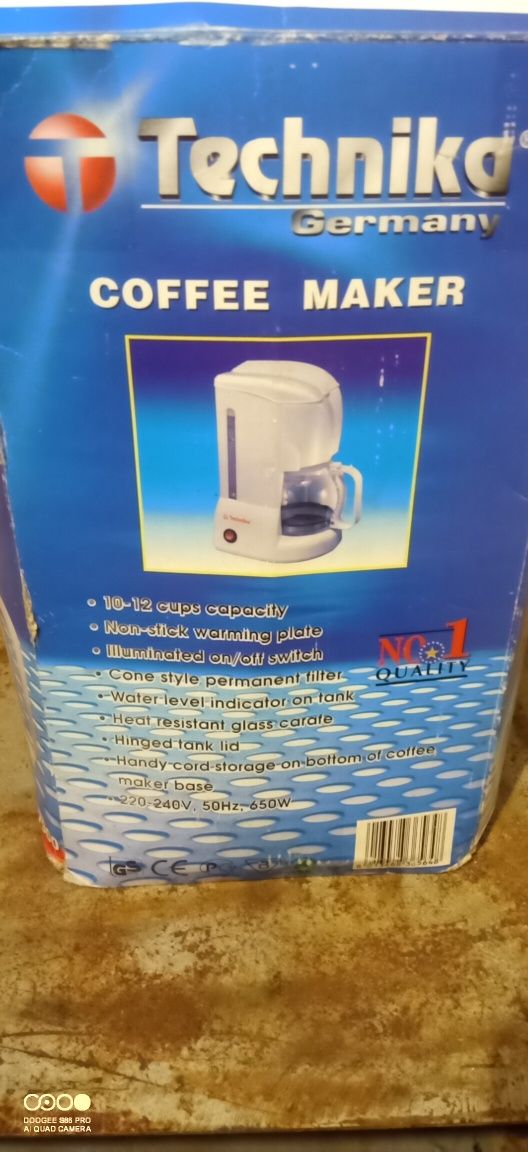 Technika®
Germany
COFFEE MAKER
Technika
• 10-12 cups capacity
• Non-stick warming plate
• Illuminated on/off switch
• Cone style permanent filter
• Water level indicator on tank
• Heat resistant glass carafe
• Hinged tank lid
• Handy cord storage on bottom of coffee
maker base
• 220-240V, 50Hz, 650W
NO.1
QUALITY
GS CE
DOOGEE S88 PRO
AI QUAD CAMERA